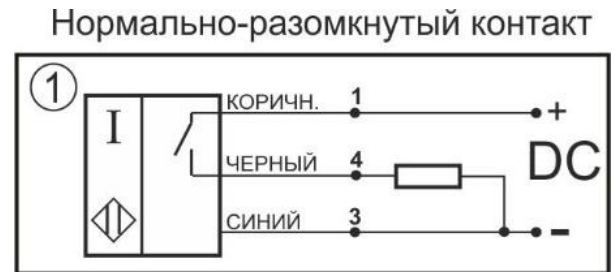 Нормально-разомкнутый контакт
1
I
КОРИЧН. 1 +
ЧЕРНЫЙ 4 DC
СИНИЙ 3 -